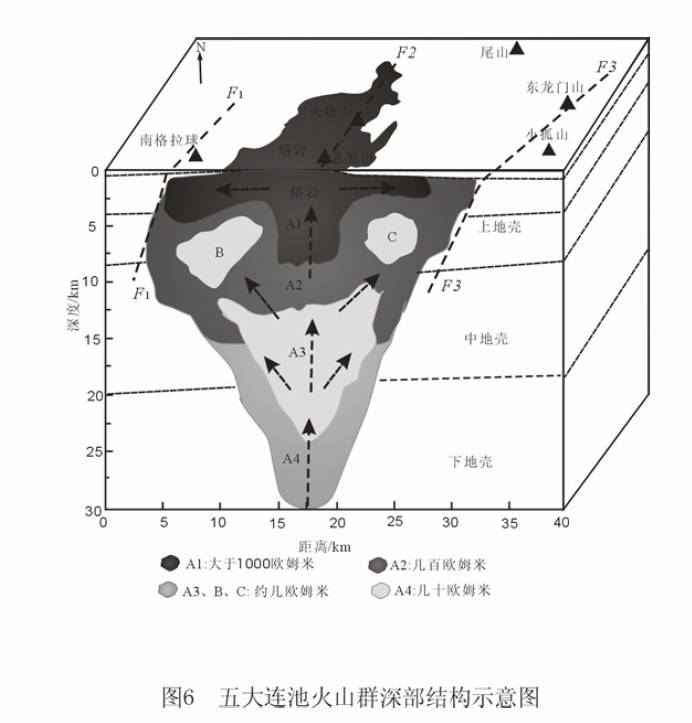 N
F2
尾山
F3
F1
东龙门山
火烧山
南格拉球
小孤山
熔岩
老黑山
0
熔岩
5
A1
B
C
上地壳
10
A2
F1
F3
深度/km
15
A3
中地壳
20
25
A4
下地壳
30
0 5 10 15 20 25 30 35 40
距离/km
A1:大于1000欧姆米 A2:几百欧姆米
A3、B、C: 约几欧姆米 A4:几十欧姆米
图6 五大连池火山群深部结构示意图